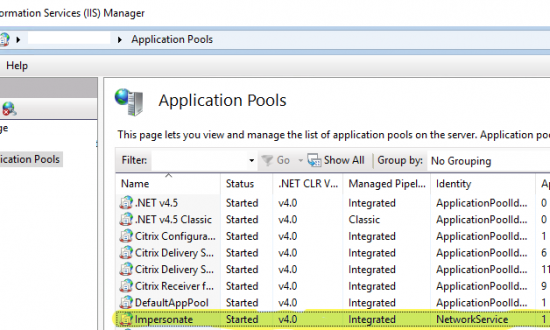 formation Services (IIS) Manager
Application Pools
Help
Application Pools
ge
ication Pools
This page lets you view and manage the list of application pools on the server. Application poo
Filter: Go Show All Group by: No Grouping
Name Status .NET CLR V... Managed Pipel... Identity Ap
.NET v4.5 Started v4.0 Integrated ApplicationPoolId... 0
.NET v4.5 Classic Started v4.0 Classic ApplicationPoolId... 0
Citrix Configura... Started v4.0 Integrated ApplicationPoolId... 6
Citrix Delivery S... Started v4.0 Integrated ApplicationPoolId... 0
Citrix Delivery S... Started v4.0 Integrated ApplicationPoolId... 11
Citrix Receiver f... Started v4.0 Integrated ApplicationPoolId... 9
DefaultAppPool Started v4.0 Integrated ApplicationPoolId... 1
Impersonate Started v4.0 Integrated NetworkService 1